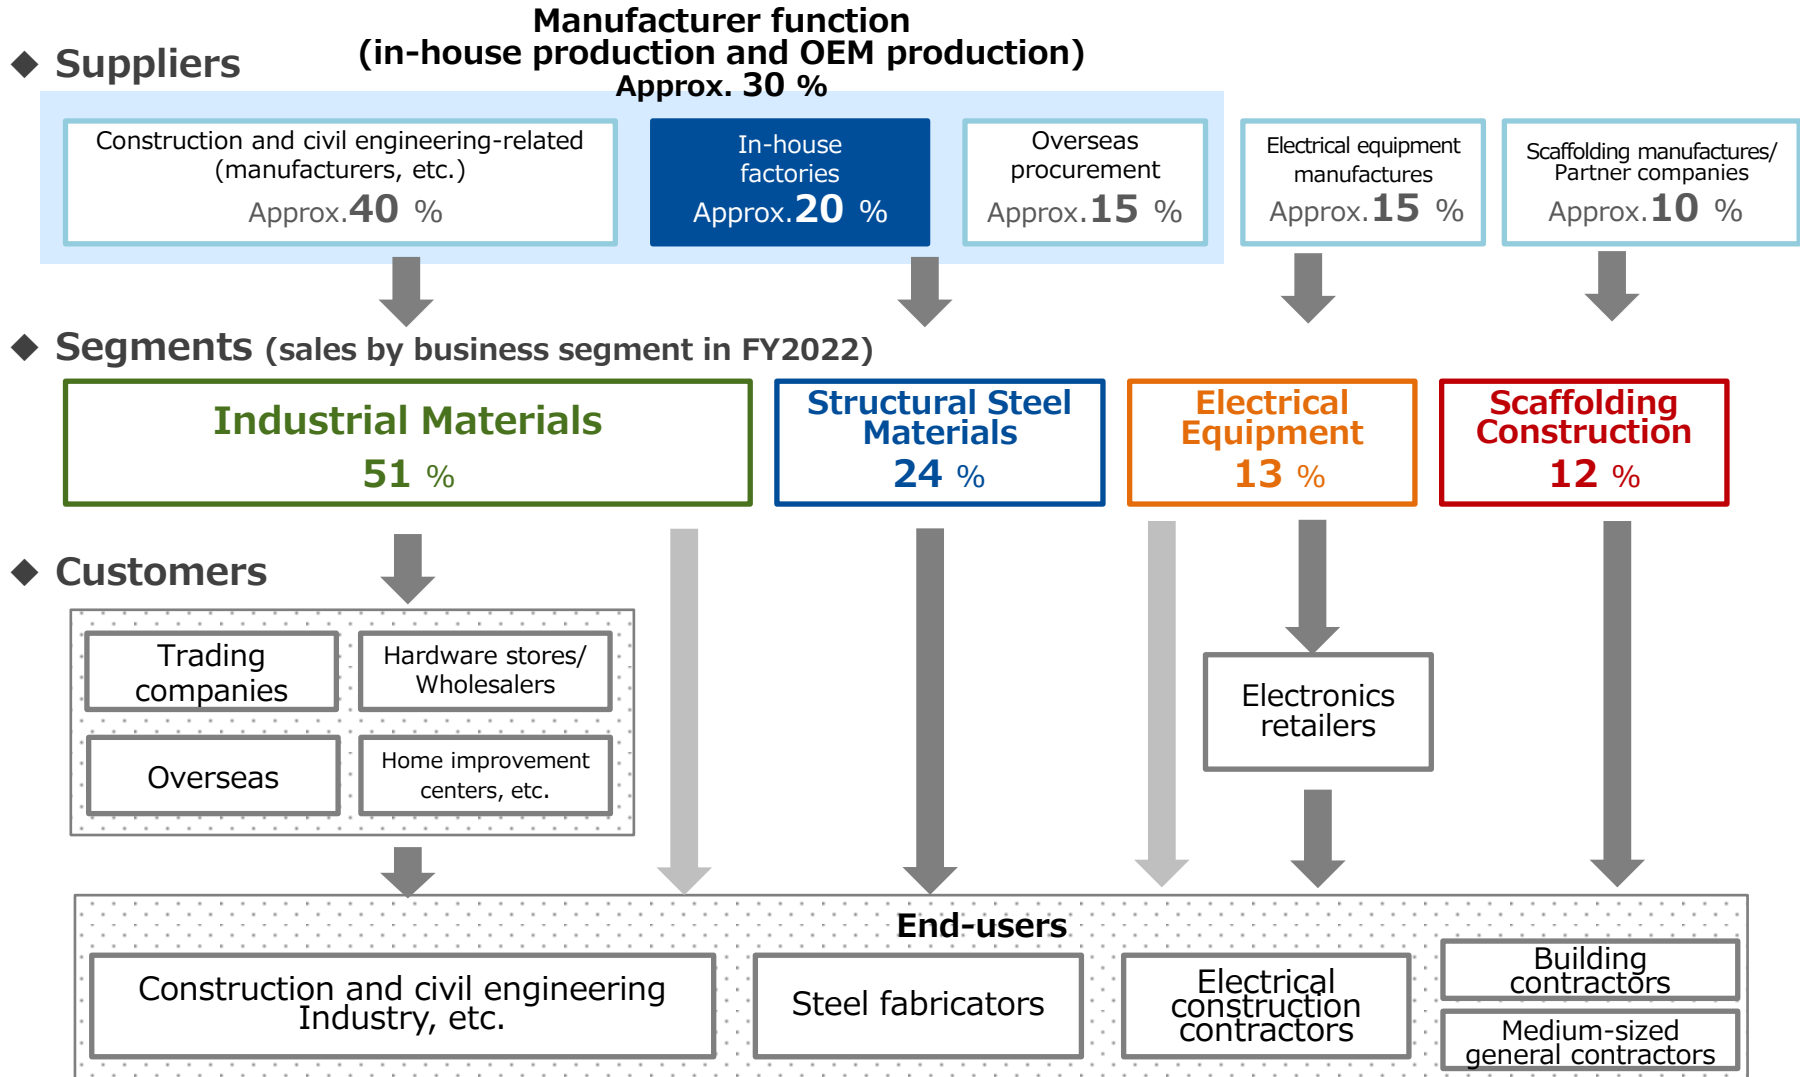 Manufacturer function
(in-house production and OEM production)
Approx. 30 %
◆ Suppliers
Construction and civil engineering-related
(manufacturers, etc.)
Approx.40 %
In-house
factories
Approx.20 %
Overseas
procurement
Approx.15 %
Electrical equipment
manufactures
Approx.15 %
Scaffolding manufactures/
Partner companies
Approx.10 %
◆ Segments (sales by business segment in FY2022)
Industrial Materials
51 %
Structural Steel
Materials
24 %
Electrical
Equipment
13 %
Scaffolding
Construction
12 %
◆ Customers
Trading
companies
Hardware stores/
Wholesalers
Overseas
Home improvement
centers, etc.
Electronics
retailers
End-users
Construction and civil engineering
Industry, etc.
Steel fabricators
Electrical
construction
contractors
Building
contractors
Medium-sized
general contractors